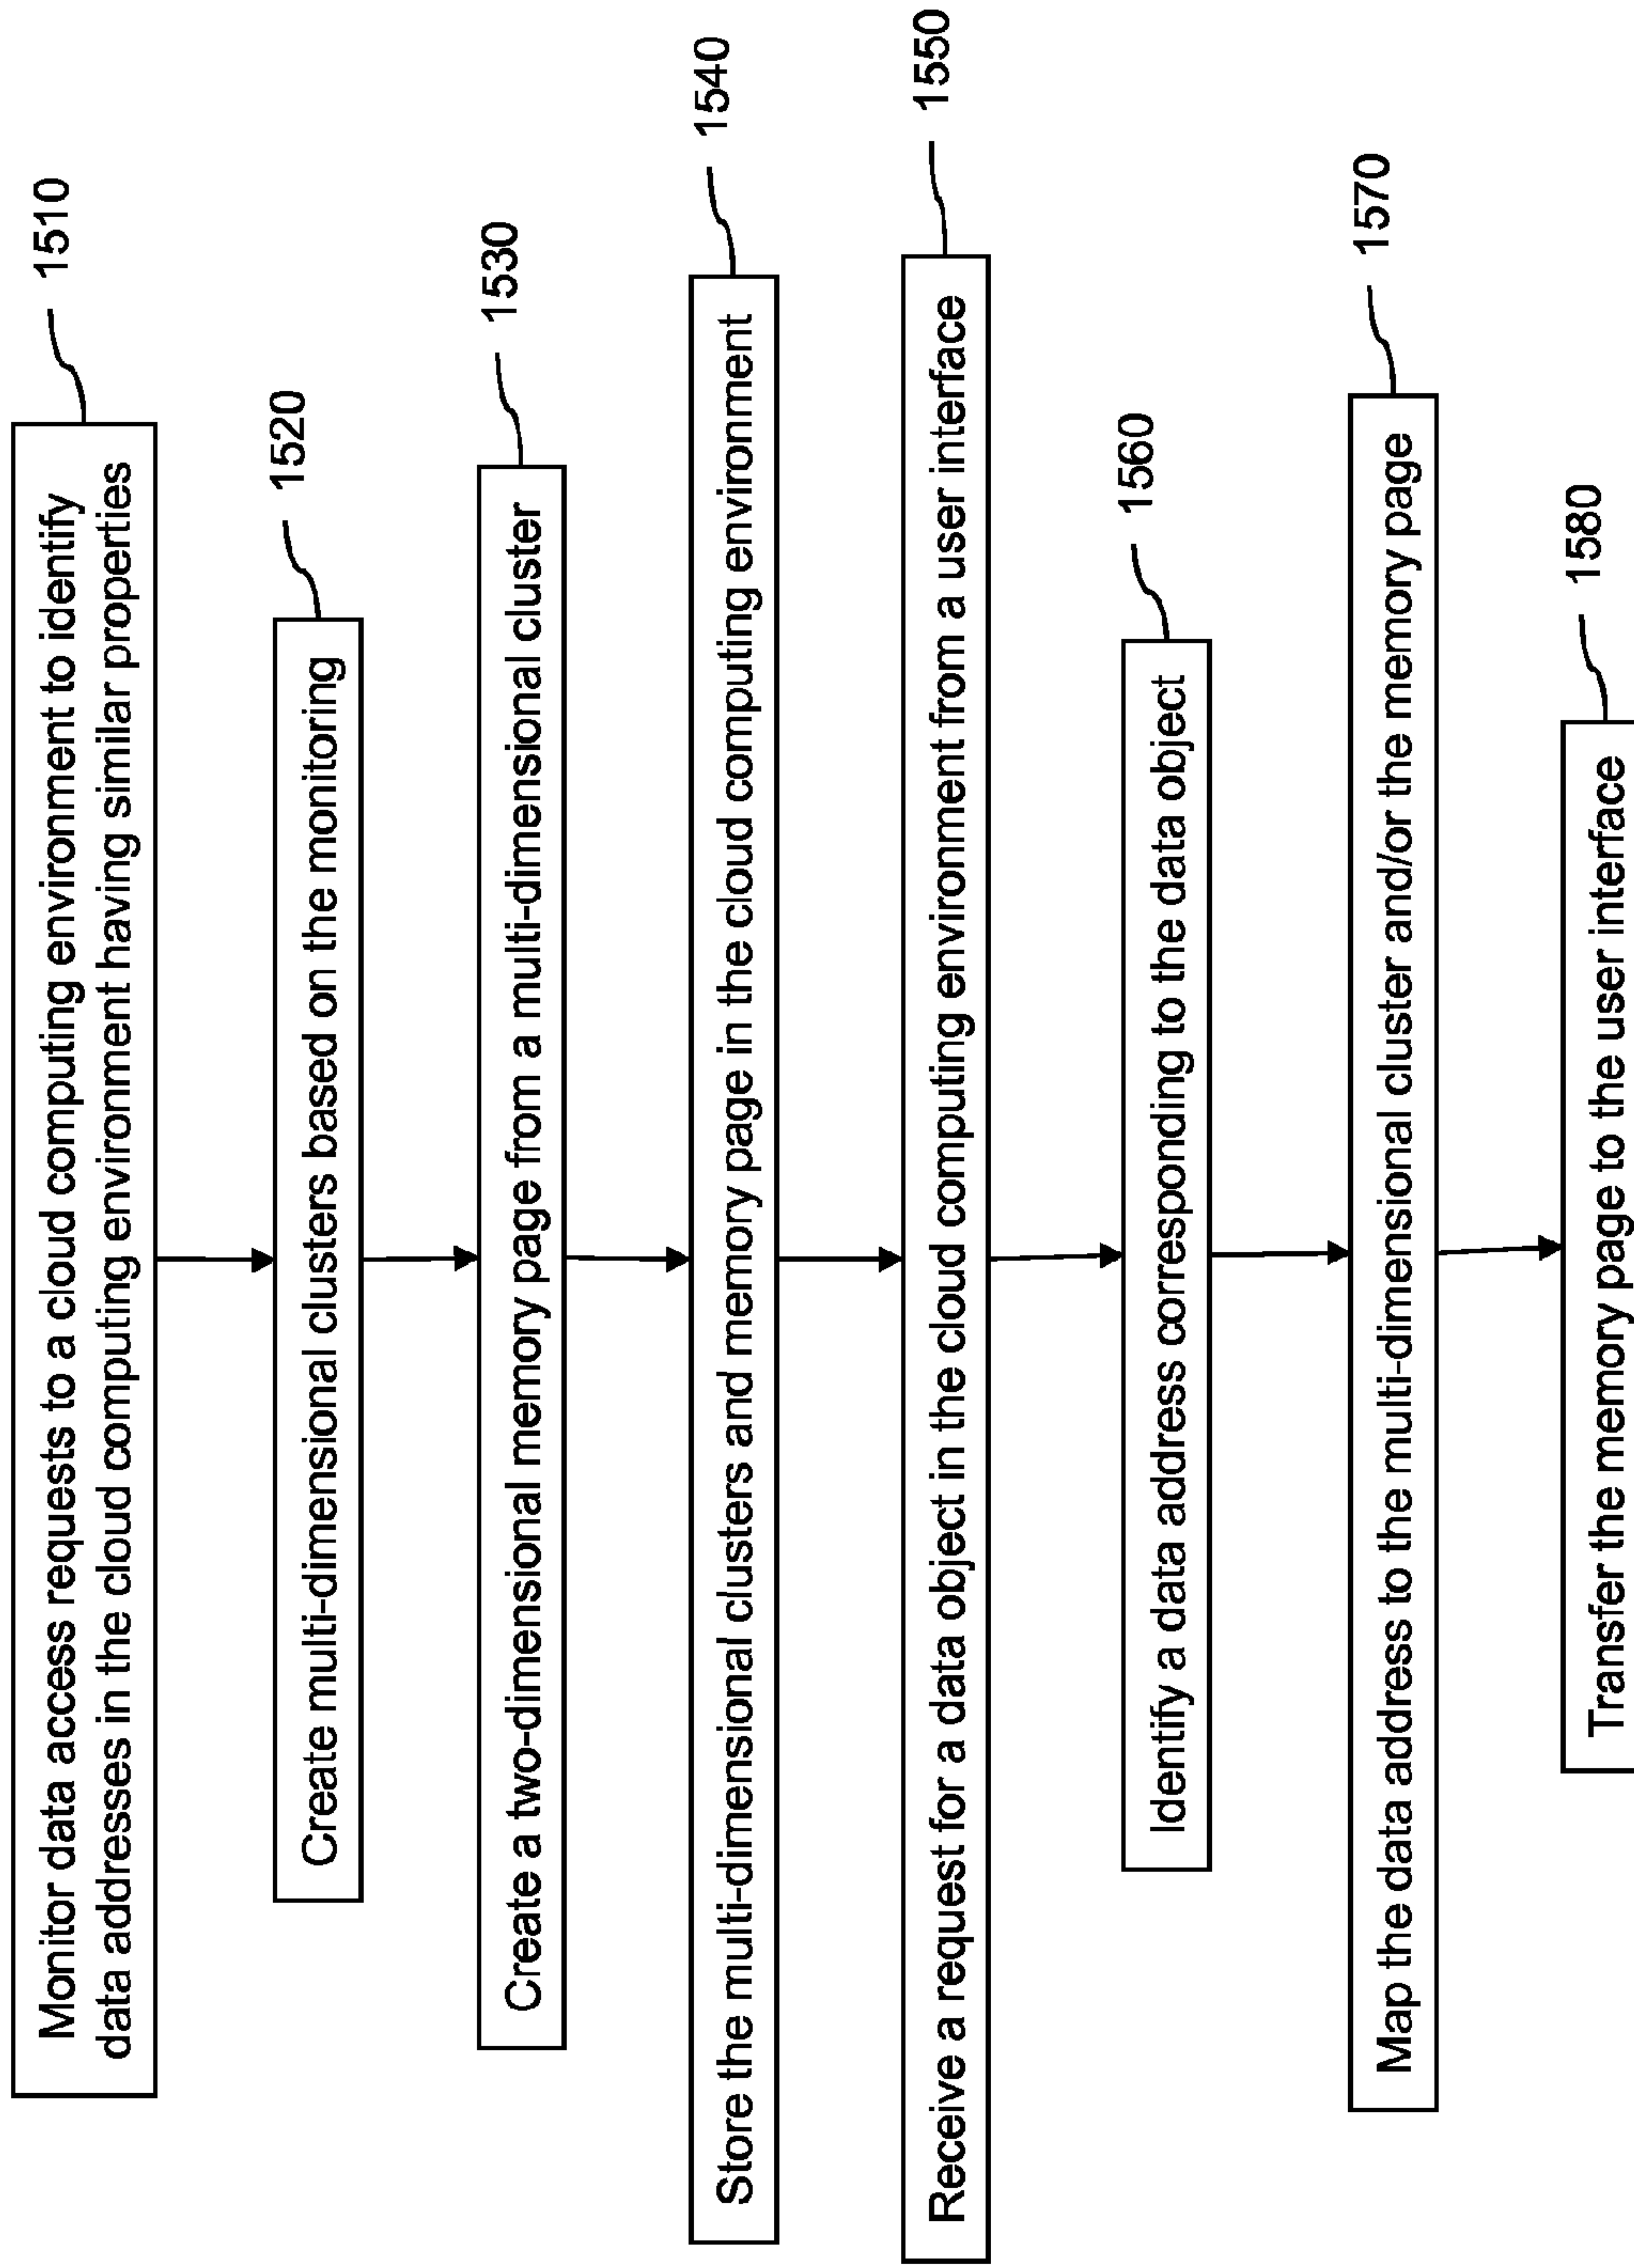 Monitor data access requests to a cloud computing environment to identify
data addresses in the cloud computing environment having similar properties
1510
Create multi-dimensional clusters based on the monitoring
1520
Create a two-dimensional memory page from a multi-dimensional cluster
1530
Store the multi-dimensional clusters and memory page in the cloud computing environment
1540
Receive a request for a data object in the cloud computing environment from a user interface
1550
Identify a data address corresponding to the data object
1560
Map the data address to the multi-dimensional cluster and/or the memory page
1570
Transfer the memory page to the user interface
1580